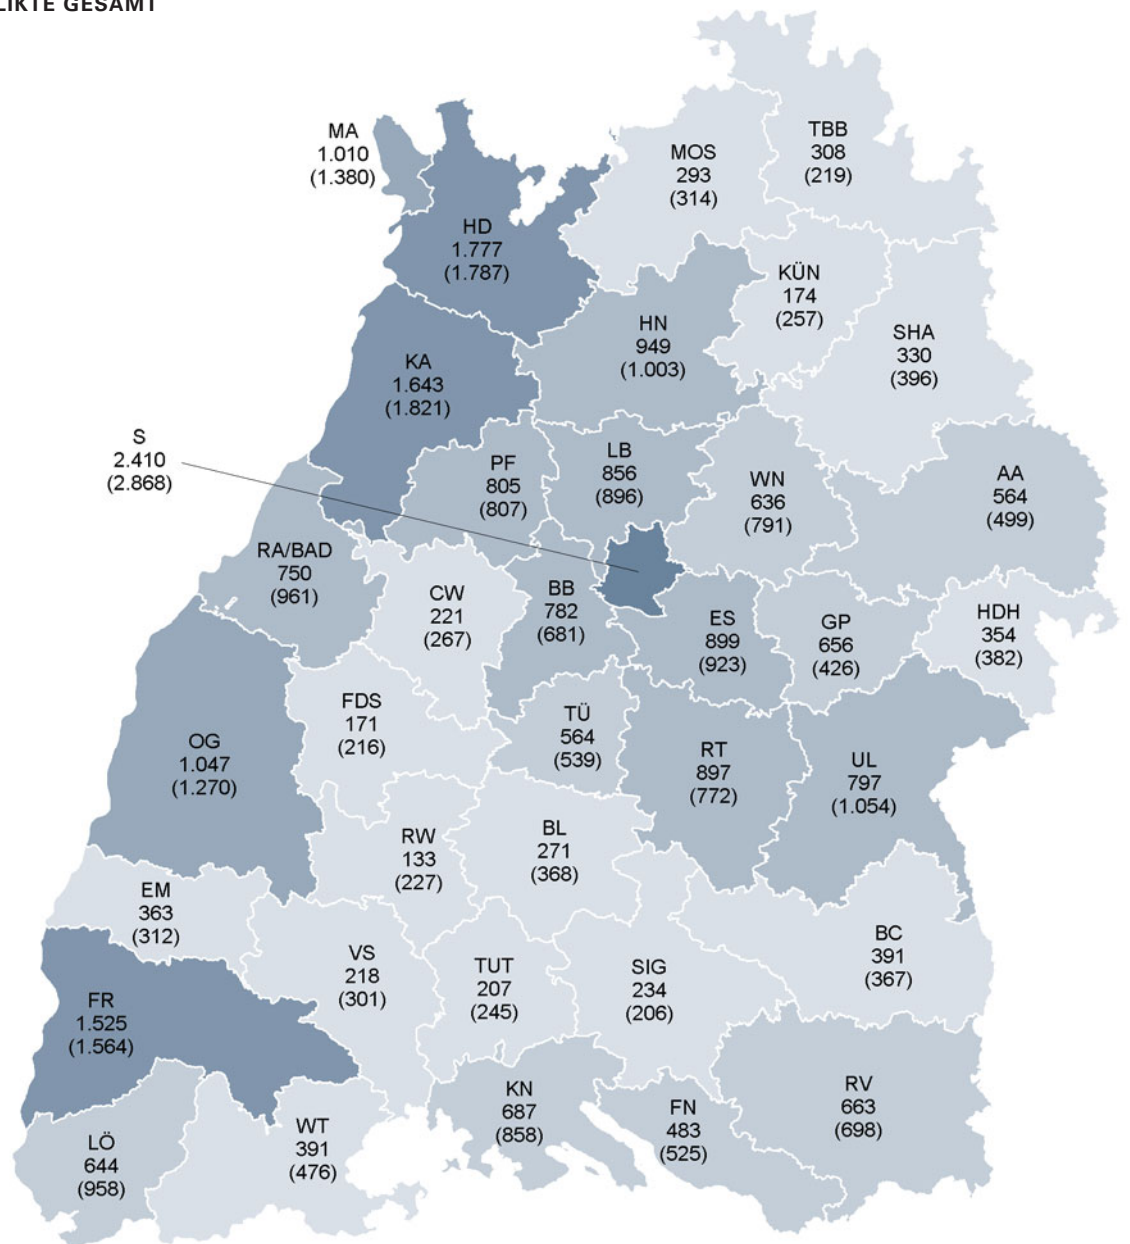 LIKTE GESAMT
TBB
308
(219)
MA
1.010
(1.380)
MOS
293
(314)
HD
1.777
(1.787)
KÜN
174
(257)
HN
949
(1.003)
SHA
330
(396)
KA
1.643
(1.821)
S
2.410
(2.868)
PF
805
(807)
LB
856
(896)
WN
636
(791)
AA
564
(499)
RA/BAD
750
(961)
CW
221
(267)
BB
782
(681)
ES
899
(923)
GP
656
(426)
HDH
354
(382)
FDS
171
(216)
TÜ
564
(539)
OG
1.047
(1.270)
RT
897
(772)
UL
797
(1.054)
RW
133
(227)
BL
271
(368)
EM
363
(312)
VS
218
(301)
TUT
207
(245)
SIG
234
(206)
BC
391
(367)
FR
1.525
(1.564)
KN
687
(858)
FN
483
(525)
RV
663
(698)
LÖ
644
(958)
WT
391
(476)